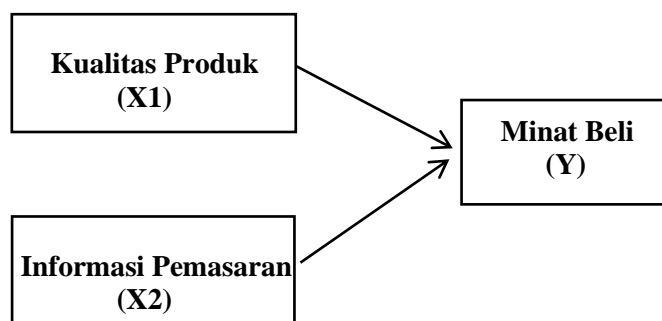 Kualitas Produk
(X1)
Minat Beli
(Y)
Informasi Pemasaran
(X2)